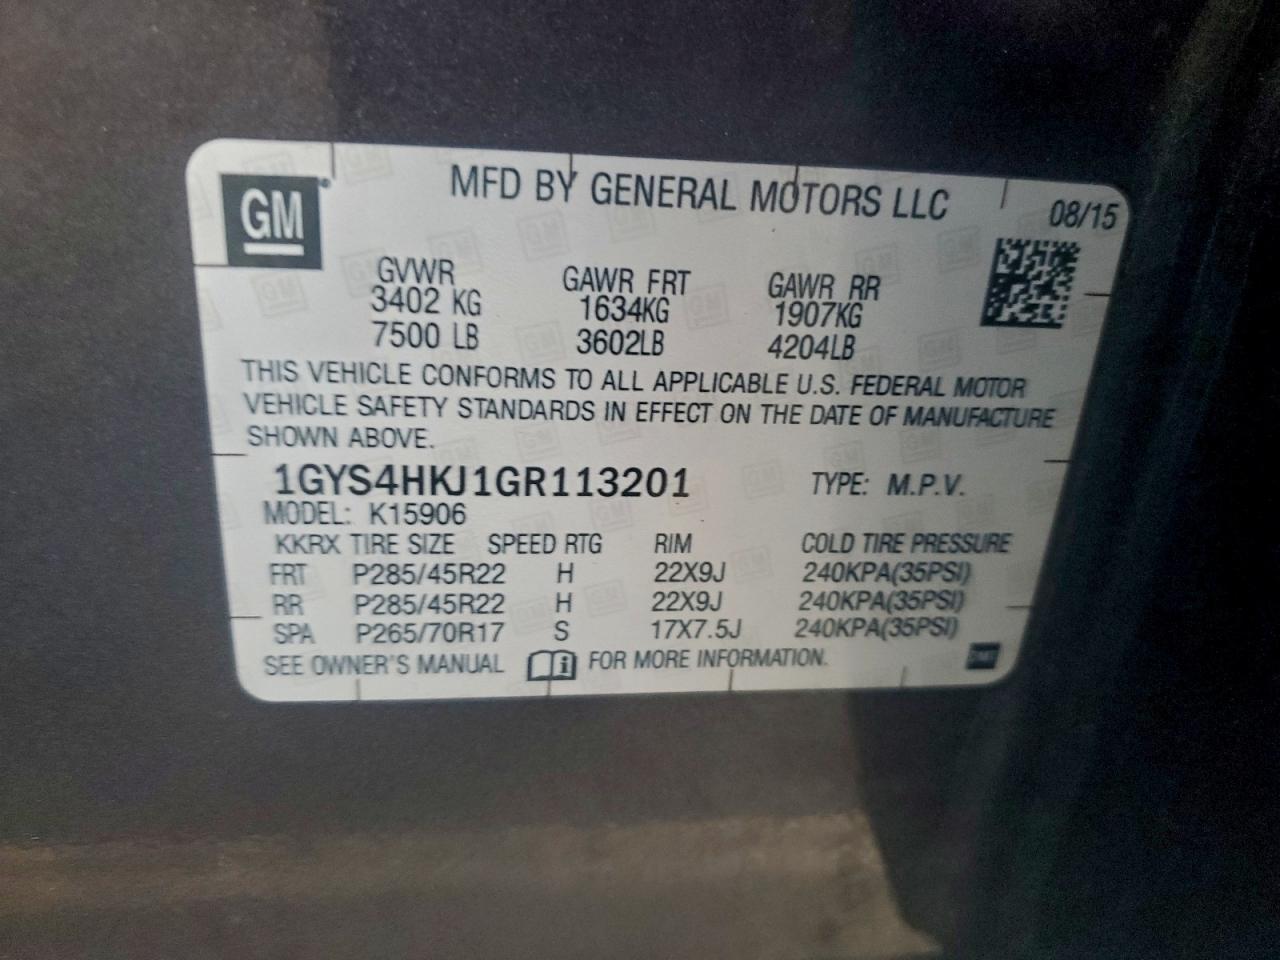 GM
MFD BY GENERAL MOTORS LLC
08/15
GVWR GAWR FRT GAWR RR
3402 KG 1634KG 1907KG
7500 LB 3602LB 4204LB
THIS VEHICLE CONFORMS TO ALL APPLICABLE U.S. FEDERAL MOTOR
VEHICLE SAFETY STANDARDS IN EFFECT ON THE DATE OF MANUFACTURE
SHOWN ABOVE.
1GYS4HKJ1GR113201 TYPE: M.P.V.
MODEL: K15906
KKRX TIRE SIZE SPEED RTG RIM COLD TIRE PRESSURE
FRT P285/45R22 H 22X9J 240KPA(35PSI)
RR P285/45R22 H 22X9J 240KPA(35PSI)
SPA P265/70R17 S 17X7.5J 240KPA(35PSI)
SEE OWNER'S MANUAL i FOR MORE INFORMATION.